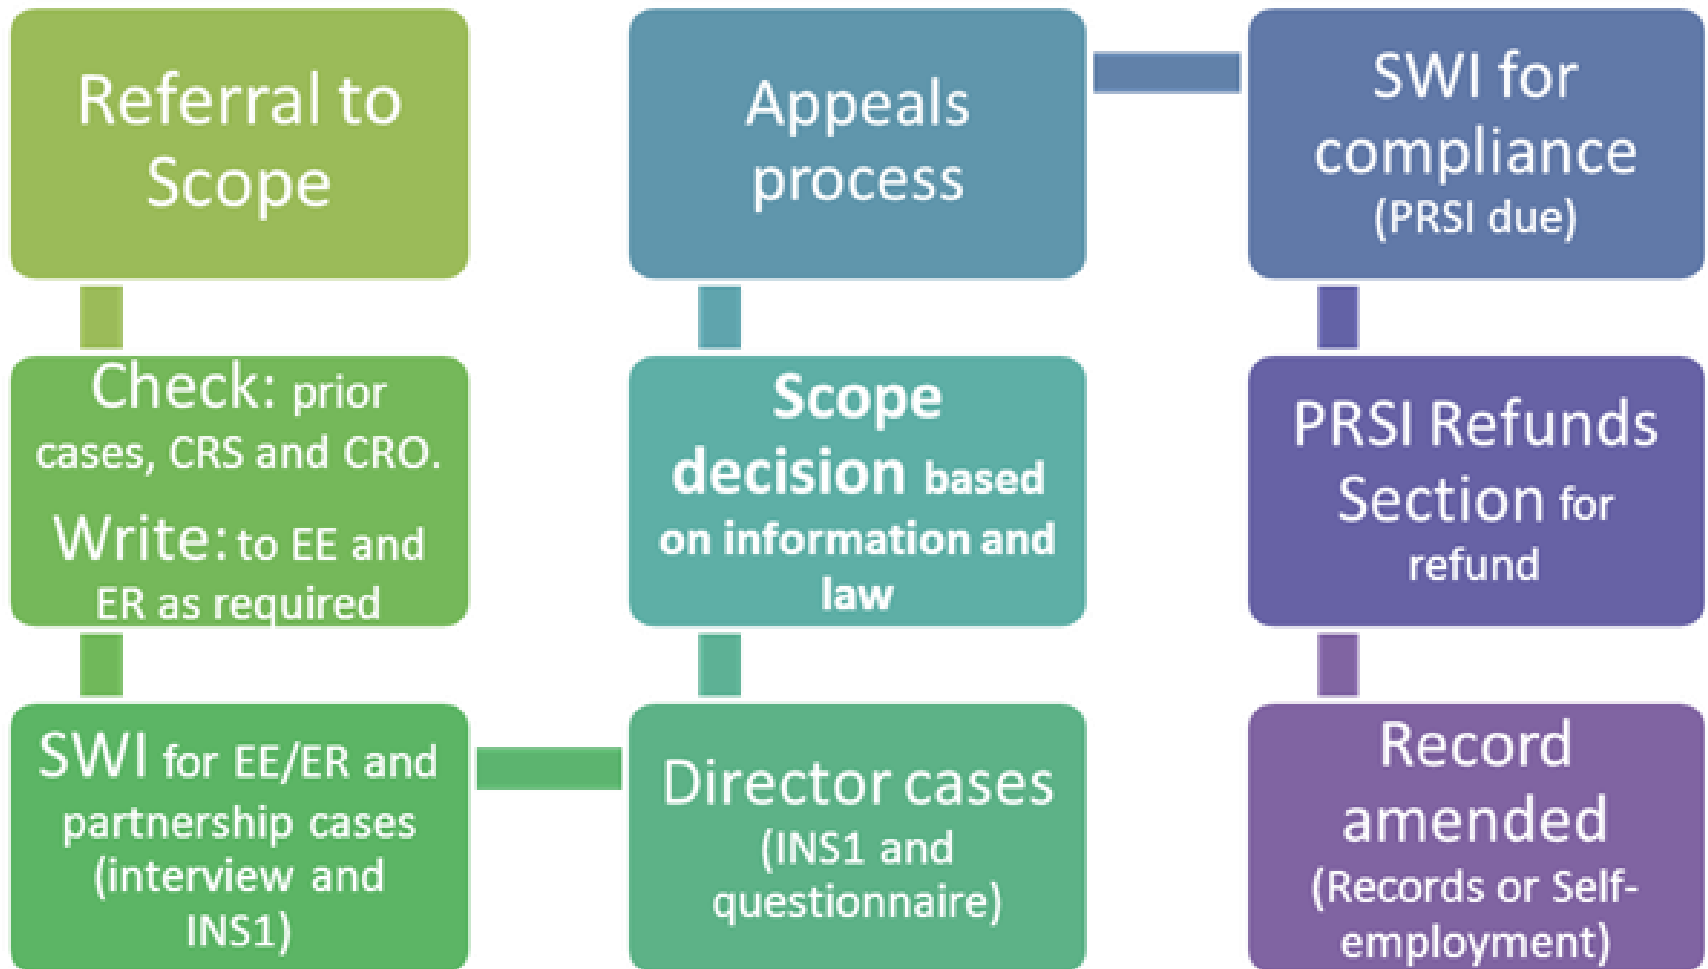 Referral to
Scope
Check: prior
cases, CRS and CRO.
Write: to EE and
ER as required
SWI for EE/ER and
partnership cases
(interview and
INS1)
Director cases
(INS1 and
questionnaire)
Scope
decision based
on information and
law
Appeals
process
SWI for
compliance
(PRSI due)
PRSI Refunds
Section for
refund
Record
amended
(Records or Self-
employment)